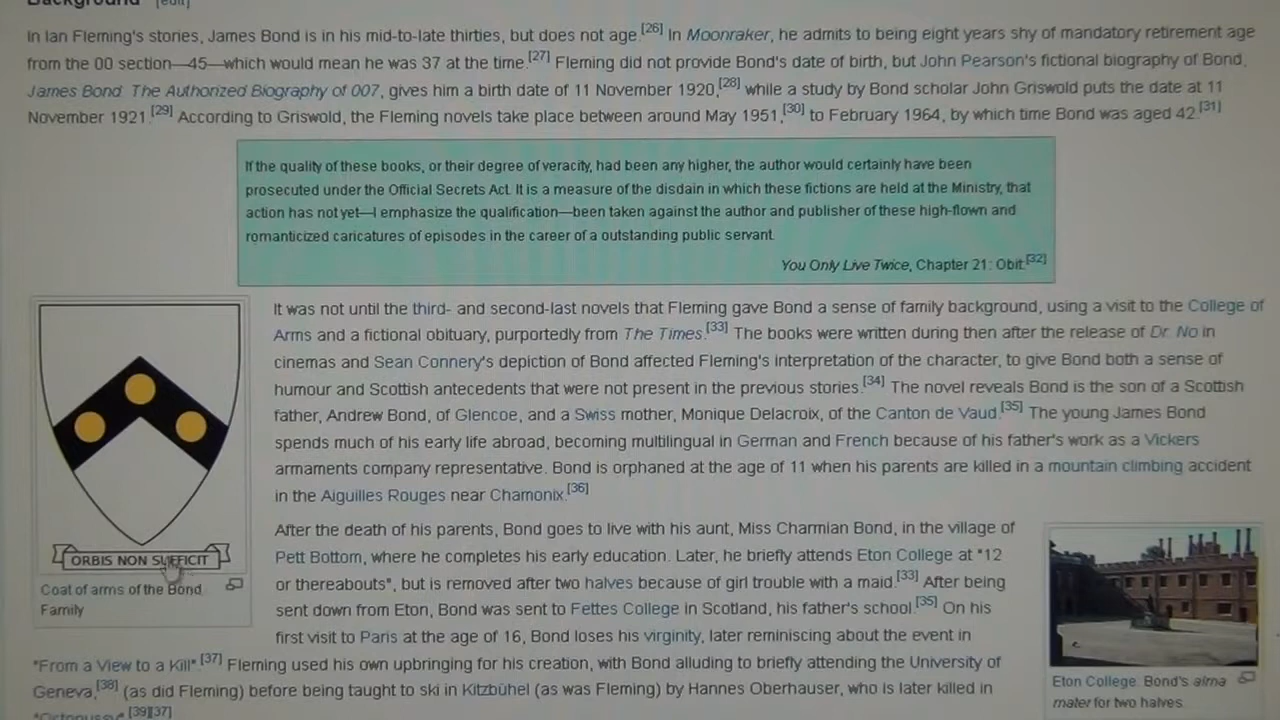 Background [edit]
In Ian Fleming's stories, James Bond is in his mid-to-late thirties, but does not age.[26] In Moonraker, he admits to being eight years shy of mandatory retirement age
from the 00 section—45—which would mean he was 37 at the time.[27] Fleming did not provide Bond's date of birth, but John Pearson's fictional biography of Bond,
James Bond: The Authorized Biography of 007, gives him a birth date of 11 November 1920,[28] while a study by Bond scholar John Griswold puts the date at 11
November 1921.[29] According to Griswold, the Fleming novels take place between around May 1951,[30] to February 1964, by which time Bond was aged 42.[31]
If the quality of these books, or their degree of veracity, had been any higher, the author would certainly have been
prosecuted under the Official Secrets Act. It is a measure of the disdain in which these fictions are held at the Ministry, that
action has not yet—I emphasize the qualification—been taken against the author and publisher of these high-flown and
romanticized caricatures of episodes in the career of a outstanding public servant.
You Only Live Twice, Chapter 21: Obit:[32]
It was not until the third- and second-last novels that Fleming gave Bond a sense of family background, using a visit to the College of
Arms and a fictional obituary, purportedly from The Times.[33] The books were written during then after the release of Dr. No in
cinemas and Sean Connery's depiction of Bond affected Fleming's interpretation of the character, to give Bond both a sense of
humour and Scottish antecedents that were not present in the previous stories.[34] The novel reveals Bond is the son of a Scottish
father, Andrew Bond, of Glencoe, and a Swiss mother, Monique Delacroix, of the Canton de Vaud.[35] The young James Bond
spends much of his early life abroad, becoming multilingual in German and French because of his father's work as a Vickers
armaments company representative. Bond is orphaned at the age of 11 when his parents are killed in a mountain climbing accident
in the Aiguilles Rouges near Chamonix.[36]
ORBIS NON SUFFICIT
Coat of arms of the Bond
Family
After the death of his parents, Bond goes to live with his aunt, Miss Charmian Bond, in the village of
Pett Bottom, where he completes his early education. Later, he briefly attends Eton College at "12
or thereabouts", but is removed after two halves because of girl trouble with a maid.[33] After being
sent down from Eton, Bond was sent to Fettes College in Scotland, his father's school.[35] On his
first visit to Paris at the age of 16, Bond loses his virginity, later reminiscing about the event in
"From a View to a Kill".[37] Fleming used his own upbringing for his creation, with Bond alluding to briefly attending the University of
Geneva,[38] (as did Fleming) before being taught to ski in Kitzbühel (as was Fleming) by Hannes Oberhauser, who is later killed in
"Octopussy".[39][37]
Eton College: Bond's alma
mater for two halves.